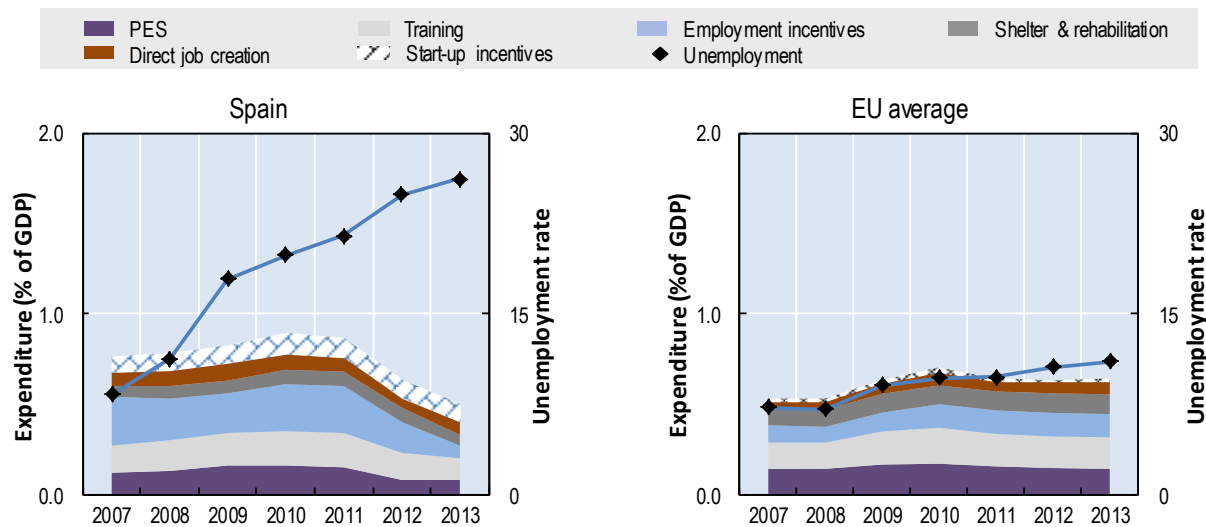 PES Training Employment incentives Shelter & rehabilitation
Direct job creation Start-up incentives Unemployment
Spain
2.0
1.0
0.0
30
15
0
Expenditure (% of GDP)
Unemployment rate
2007 2008 2009 2010 2011 2012 2013
EU average
2.0
1.0
0.0
30
15
0
Expenditure (%of GDP)
Unemployment rate
2007 2008 2009 2010 2011 2012 2013